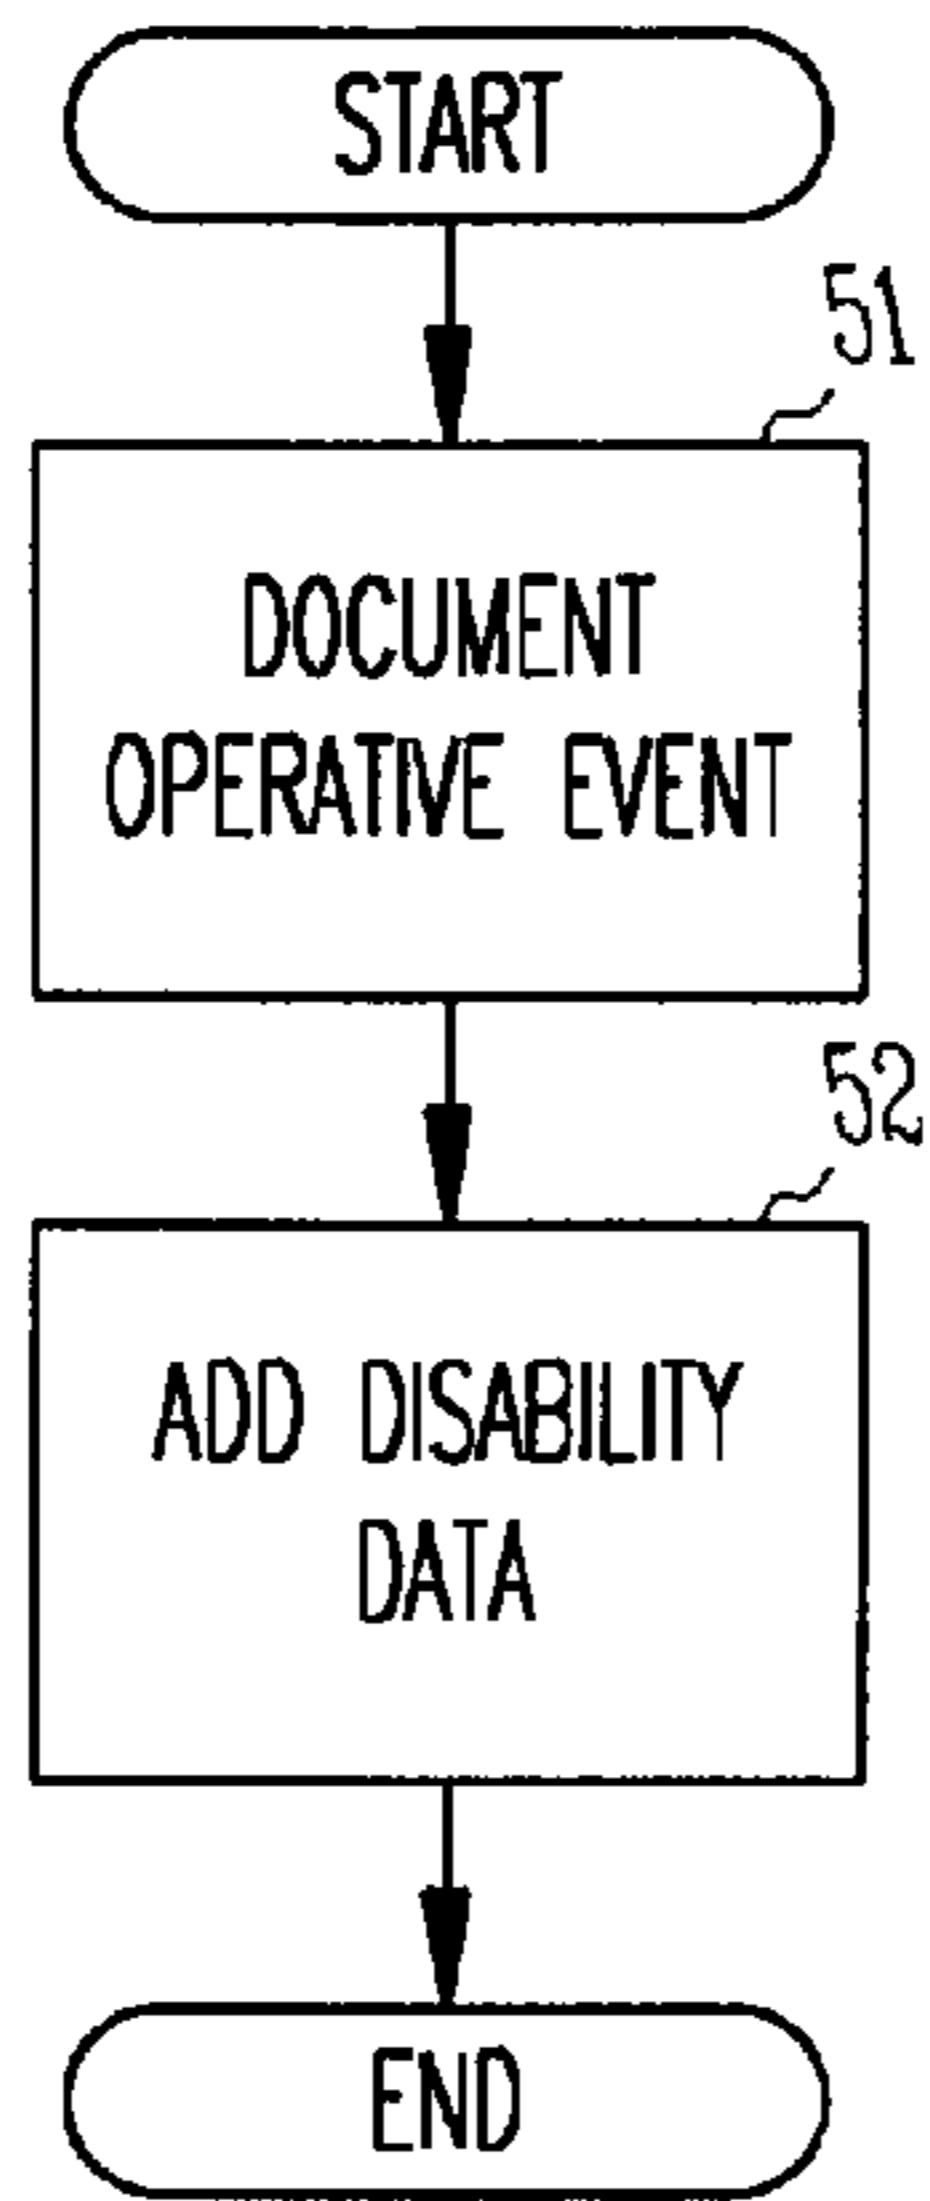 START
51
DOCUMENT
OPERATIVE EVENT
52
ADD DISABILITY
DATA
END